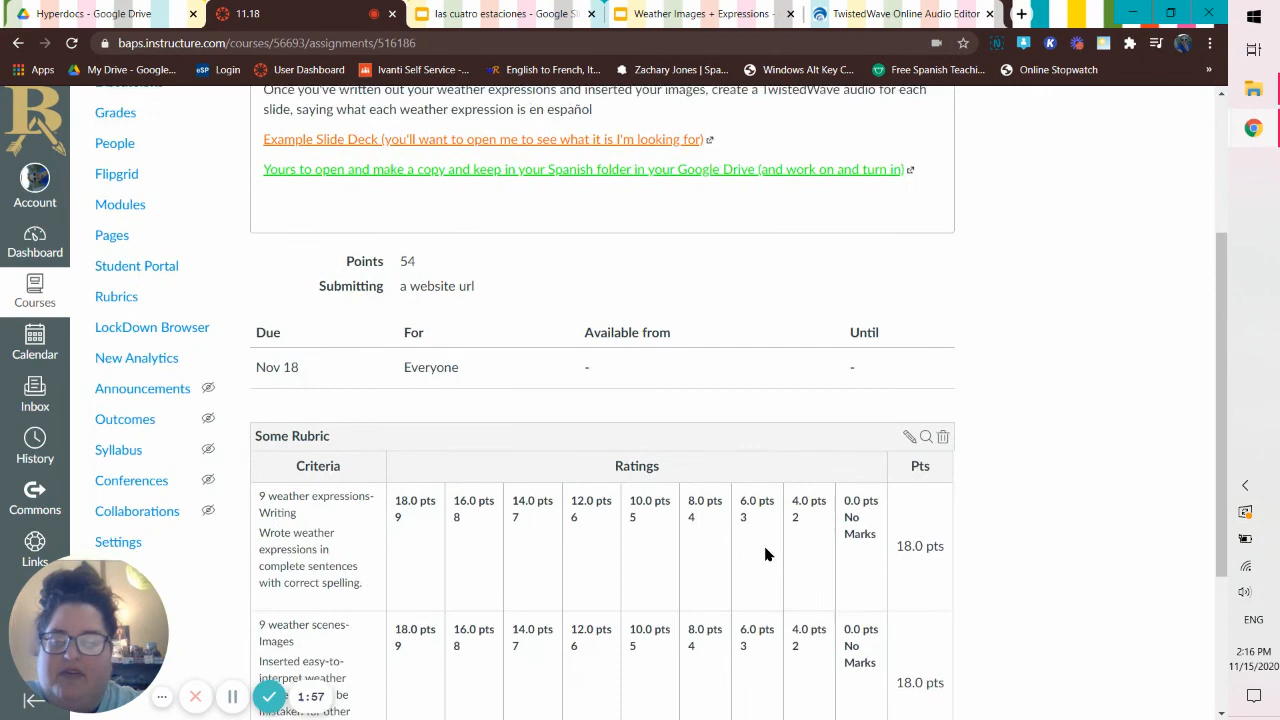 Hyperdocs - Google Drive
11.18
las cuatro estaciones - Google Sl
Weather Images + Expressions -
TwistedWave Online Audio Editor
baps.instructure.com/courses/56693/assignments/516186
Apps
My Drive - Google...
eSP Login
User Dashboard
Ivanti Self Service -...
English to French, It...
Zachary Jones | Spa...
Windows Alt Key C...
Free Spanish Teachi...
Online Stopwatch
»
Account
Dashboard
Courses
Calendar
Inbox
History
Commons
Links
Grades
People
Flipgrid
Modules
Pages
Student Portal
Rubrics
LockDown Browser
New Analytics
Announcements
Outcomes
Syllabus
Conferences
Collaborations
Settings
Once you've written out your weather expressions and inserted your images, create a TwistedWave audio for each
slide, saying what each weather expression is en español
Example Slide Deck (you'll want to open me to see what it is I'm looking for)
Yours to open and make a copy and keep in your Spanish folder in your Google Drive (and work on and turn in)
Points 54
Submitting a website url
Due For Available from Until
Nov 18 Everyone - -
Some Rubric
Criteria Ratings Pts
9 weather expressions-
Writing
Wrote weather
expressions in
complete sentences
with correct spelling.
18.0 pts
9
16.0 pts
8
14.0 pts
7
12.0 pts
6
10.0 pts
5
8.0 pts
4
6.0 pts
3
4.0 pts
2
0.0 pts
No
Marks
18.0 pts
9 weather scenes-
Images
Inserted easy-to-
interpret weather
be
mistaken for other
18.0 pts
9
16.0 pts
8
14.0 pts
7
12.0 pts
6
10.0 pts
5
8.0 pts
4
6.0 pts
3
4.0 pts
2
0.0 pts
No
Marks
18.0 pts
1:57
ENG
2:16 PM
11/15/2020